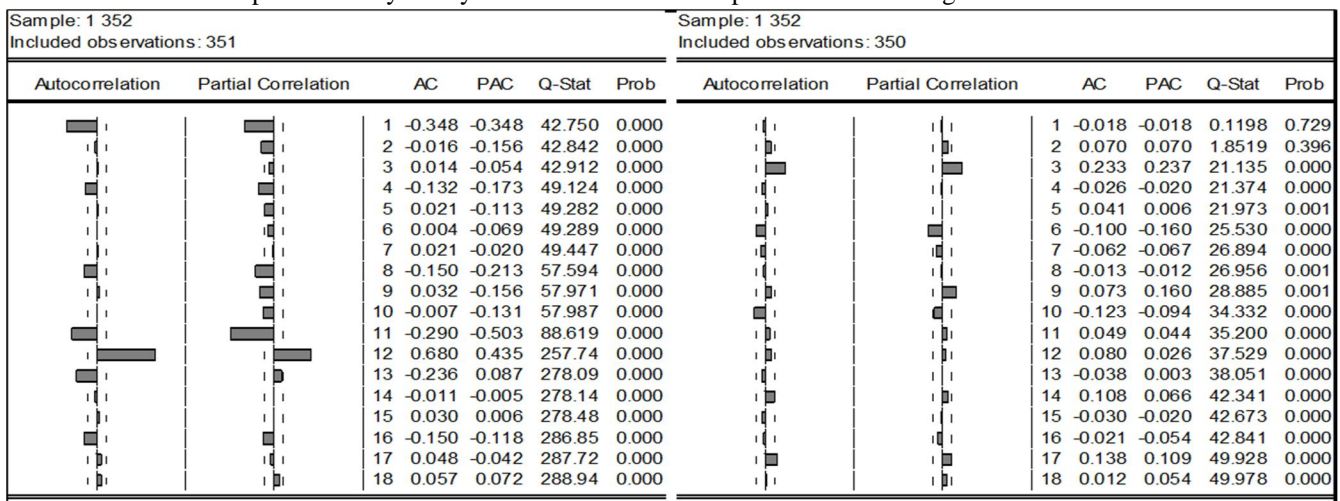 Sample: 1 352
Included observations: 351
Autocorrelation Partial Correlation AC PAC Q-Stat Prob
1 -0.348 -0.348 42.750 0.000
2 -0.016 -0.156 42.842 0.000
3 0.014 -0.054 42.912 0.000
4 -0.132 -0.173 49.124 0.000
5 0.021 -0.113 49.282 0.000
6 0.004 -0.069 49.289 0.000
7 0.021 -0.020 49.447 0.000
8 -0.150 -0.213 57.594 0.000
9 0.032 -0.156 57.971 0.000
10 -0.007 -0.131 57.987 0.000
11 -0.290 -0.503 88.619 0.000
12 0.680 0.435 257.74 0.000
13 -0.236 0.087 278.09 0.000
14 -0.011 -0.005 278.14 0.000
15 0.030 0.006 278.48 0.000
16 -0.150 -0.118 286.85 0.000
17 0.048 -0.042 287.72 0.000
18 0.057 0.072 288.94 0.000
Sample: 1 352
Included observations: 350
Autocorrelation Partial Correlation AC PAC Q-Stat Prob
1 -0.018 -0.018 0.1198 0.729
2 0.070 0.070 1.8519 0.396
3 0.233 0.237 21.135 0.000
4 -0.026 -0.020 21.374 0.000
5 0.041 0.006 21.973 0.001
6 -0.100 -0.160 25.530 0.000
7 -0.062 -0.067 26.894 0.000
8 -0.013 -0.012 26.956 0.001
9 0.073 0.160 28.885 0.001
10 -0.123 -0.094 34.332 0.000
11 0.049 0.044 35.200 0.000
12 0.080 0.026 37.529 0.000
13 -0.038 0.003 38.051 0.000
14 0.108 0.066 42.341 0.000
15 -0.030 -0.020 42.673 0.000
16 -0.021 -0.054 42.841 0.000
17 0.138 0.109 49.928 0.000
18 0.012 0.054 49.978 0.000